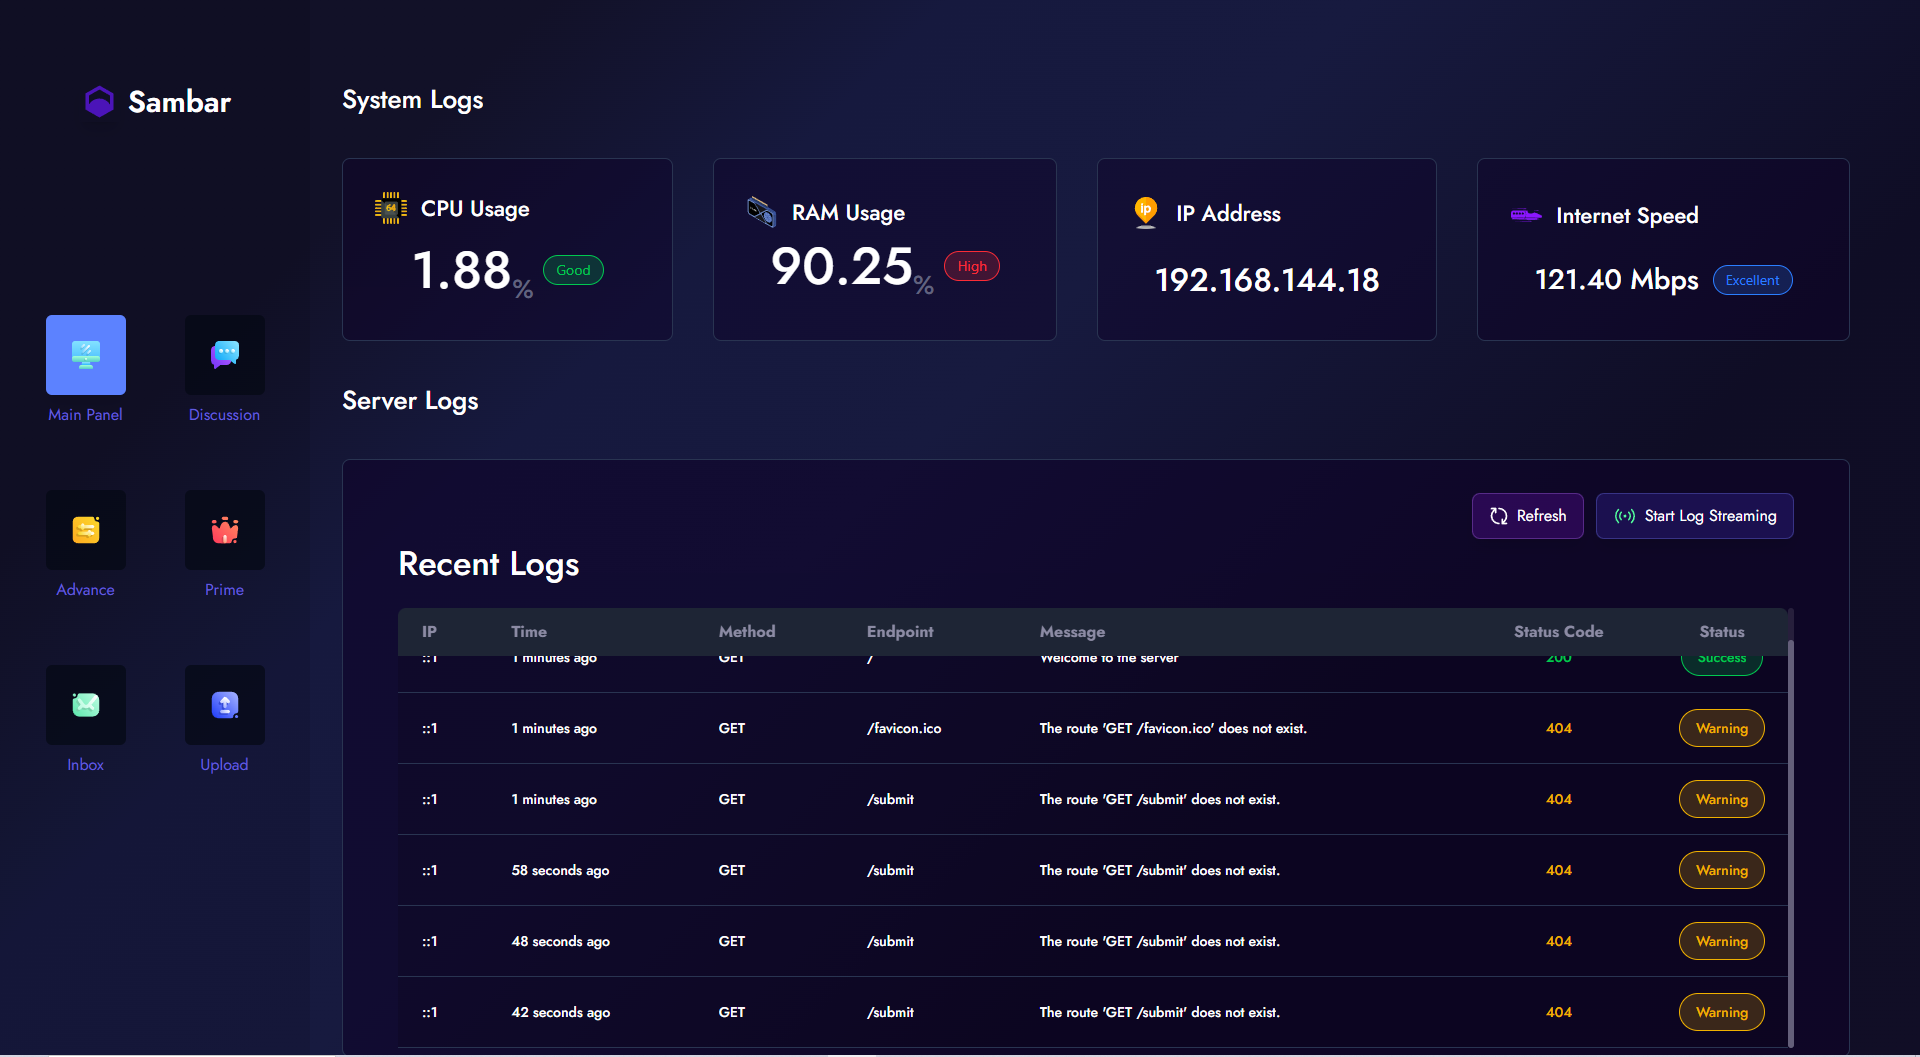 Sambar
Main Panel
Discussion
Advance
Prime
Inbox
Upload
System Logs
64
CPU Usage
1.88%
Good
RAM Usage
90.25%
High
ip
IP Address
192.168.144.18
Internet Speed
121.40 Mbps
Excellent
Server Logs
Refresh
Start Log Streaming
Recent Logs
IP Time Method Endpoint Message Status Code Status
::1 1 minutes ago GET / Welcome to the server 200 Success
::1 1 minutes ago GET /favicon.ico The route 'GET /favicon.ico' does not exist. 404 Warning
::1 1 minutes ago GET /submit The route 'GET /submit' does not exist. 404 Warning
::1 58 seconds ago GET /submit The route 'GET /submit' does not exist. 404 Warning
::1 48 seconds ago GET /submit The route 'GET /submit' does not exist. 404 Warning
::1 42 seconds ago GET /submit The route 'GET /submit' does not exist. 404 Warning